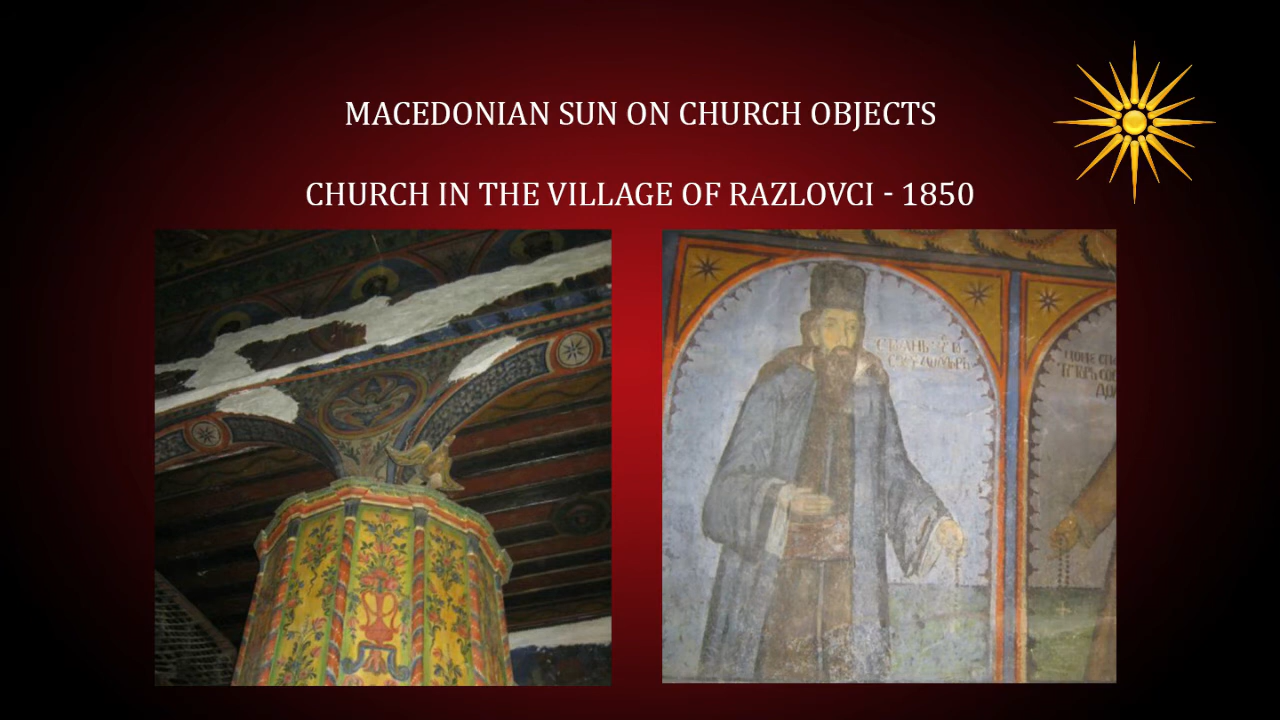 MACEDONIAN SUN ON CHURCH OBJECTS
CHURCH IN THE VILLAGE OF RAZLOVCI - 1850